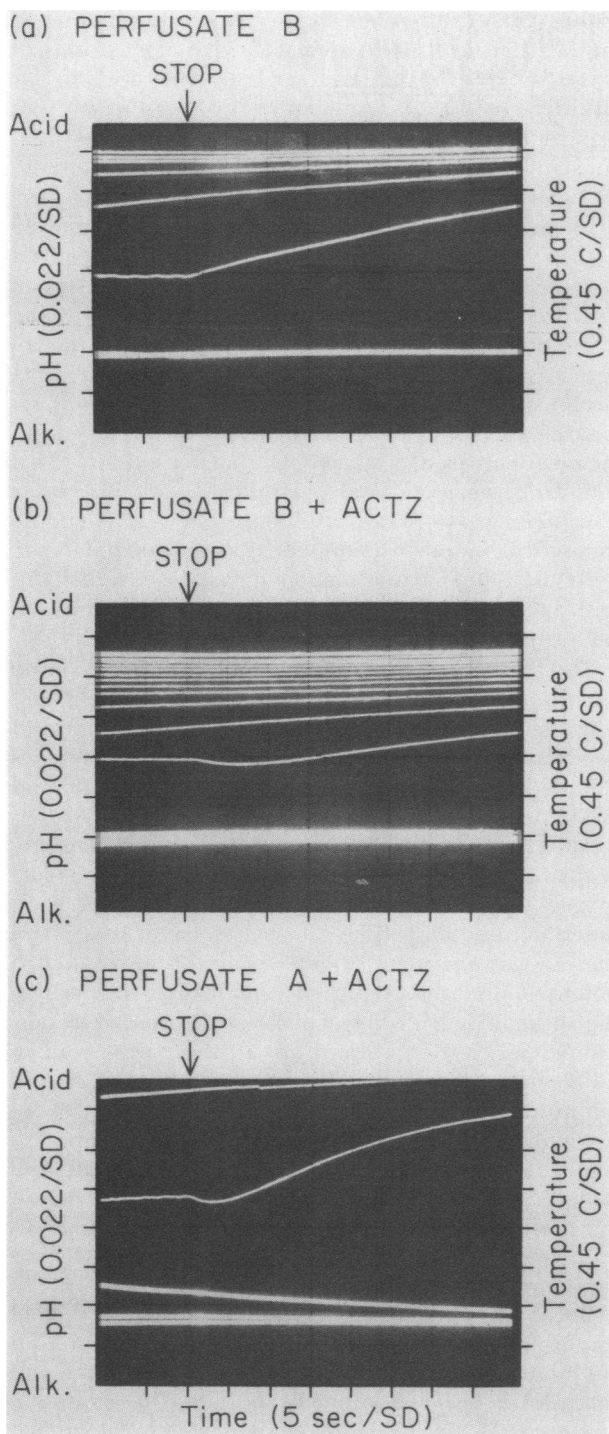 (a) PERFUSATE B
STOP
Acid
pH (0.022/SD)
Temperature
(0.45 C/SD)
Alk.
(b) PERFUSATE B + ACTZ
STOP
Acid
pH (0.022/SD)
Temperature
(0.45 C/SD)
Alk.
(c) PERFUSATE A + ACTZ
STOP
Acid
pH (0.022/SD)
Temperature
(0.45 C/SD)
Alk.
Time (5 sec/SD)